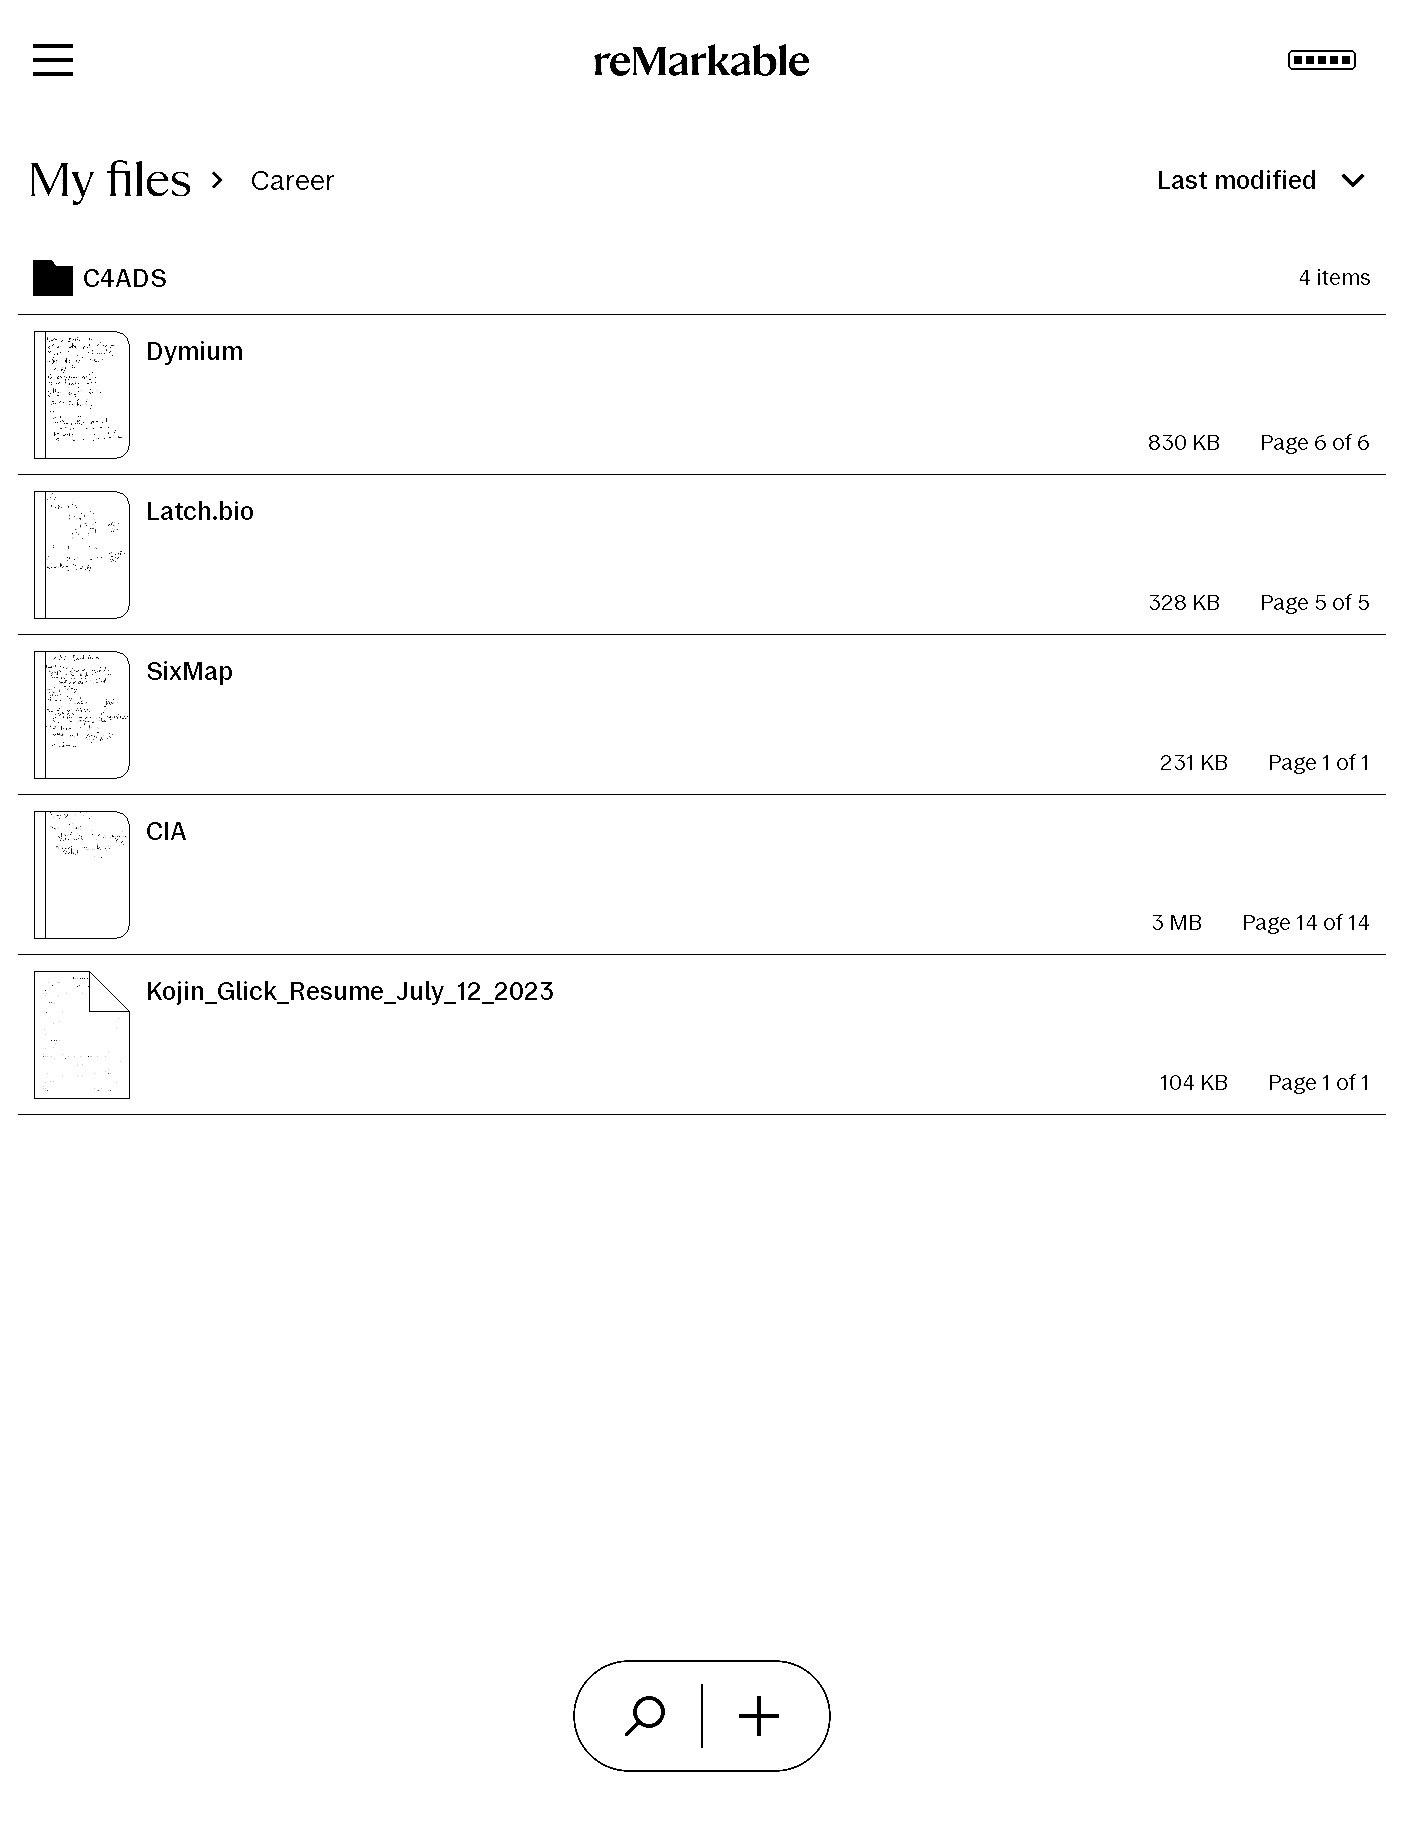 reMarkable
My files > Career
Last modified
C4ADS
4 items
Dymium
830 KB Page 6 of 6
Latch.bio
328 KB Page 5 of 5
SixMap
231 KB Page 1 of 1
CIA
3 MB Page 14 of 14
Kojin_Glick_Resume_July_12_2023
104 KB Page 1 of 1